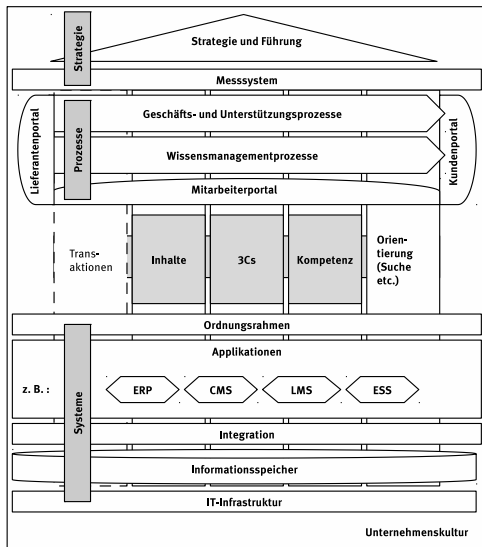 Strategie
Strategie und Führung
Messsystem
Lieferantenportal
Prozesse
Geschäfts- und Unterstützungsprozesse
Wissensmanagementprozesse
Mitarbeiterportal
Kundenportal
Trans-
aktionen
Inhalte
3Cs
Kompetenz
Orien-
tierung
(Suche
etc.)
Ordnungsrahmen
Systeme
Applikationen
z. B. :
ERP
CMS
LMS
ESS
Integration
Informationsspeicher
IT-Infrastruktur
Unternehmenskultur